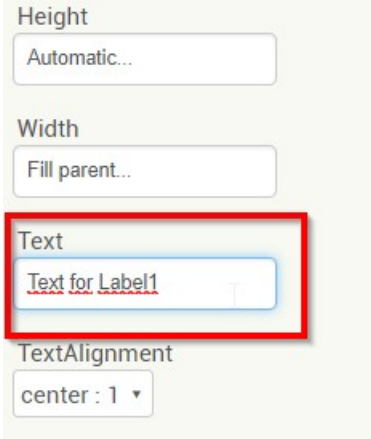 Height
Automatic...
Width
Fill parent...
Text
Text for Label1
TextAlignment
center : 1